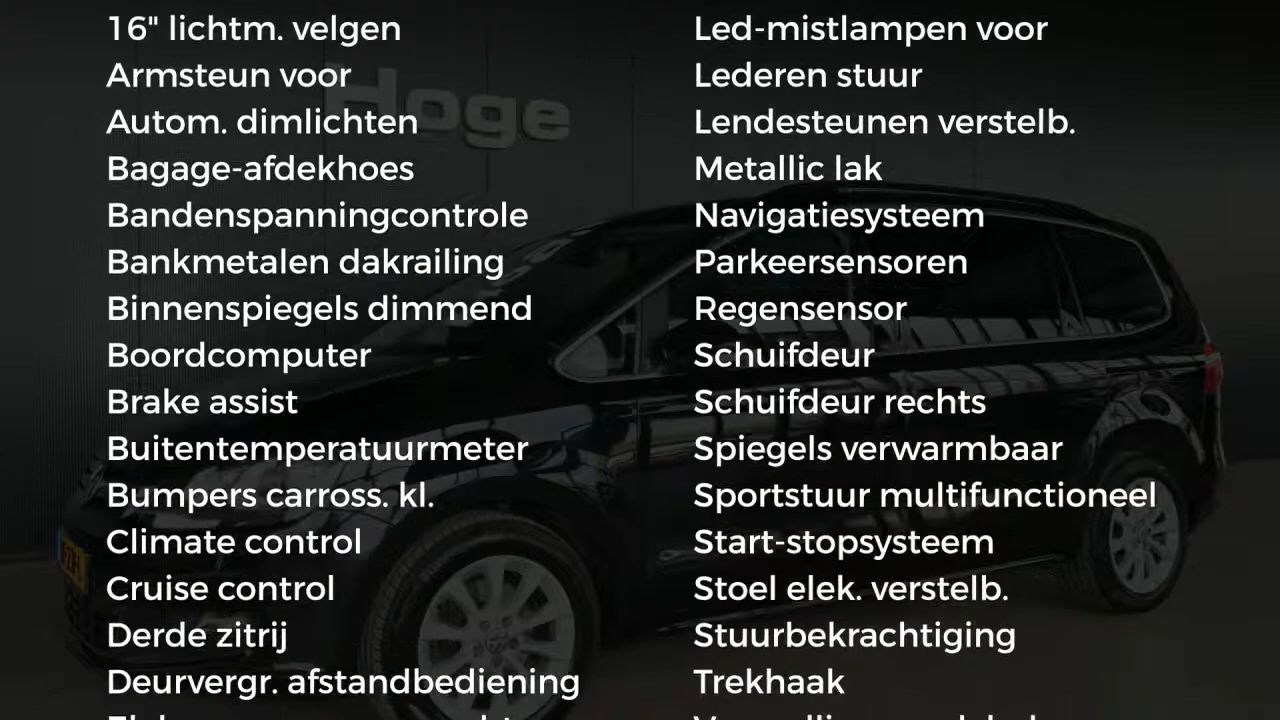 16" lichtm. velgen
Armsteun voor
Autom. dimlichten
Bagage-afdekhoes
Bandenspanningcontrole
Bankmetalen dakrailing
Binnenspiegels dimmend
Boordcomputer
Brake assist
Buitentemperatuurmeter
Bumpers carross. kl.
Climate control
Cruise control
Derde zitrij
Deurvergr. afstandbediening
Led-mistlampen voor
Lederen stuur
Lendesteunen verstelb.
Metallic lak
Navigatiesysteem
Parkeersensoren
Regensensor
Schuifdeur
Schuifdeur rechts
Spiegels verwarmbaar
Sportstuur multifunctioneel
Start-stopsysteem
Stoel elek. verstelb.
Stuurbekrachtiging
Trekhaak
Hoge